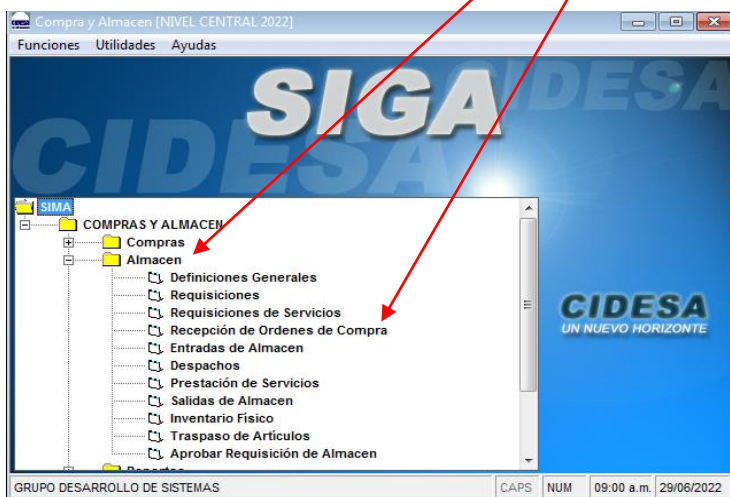 Compra y Almacen [NIVEL CENTRAL 2022]
Funciones Utilidades Ayudas
CIDESA
SIGA
CIDESA
SIMA
COMPRAS Y ALMACEN
Compras
Almacen
Definiciones Generales
Requisiciones
Requisiciones de Servicios
Recepción de Ordenes de Compra
Entradas de Almacen
Despachos
Prestación de Servicios
Salidas de Almacen
Inventario Físico
Traspaso de Artículos
Aprobar Requisición de Almacen
CIDESA
UN NUEVO HORIZONTE
GRUPO DESARROLLO DE SISTEMAS CAPS NUM 09:00 a.m. 29/06/2022